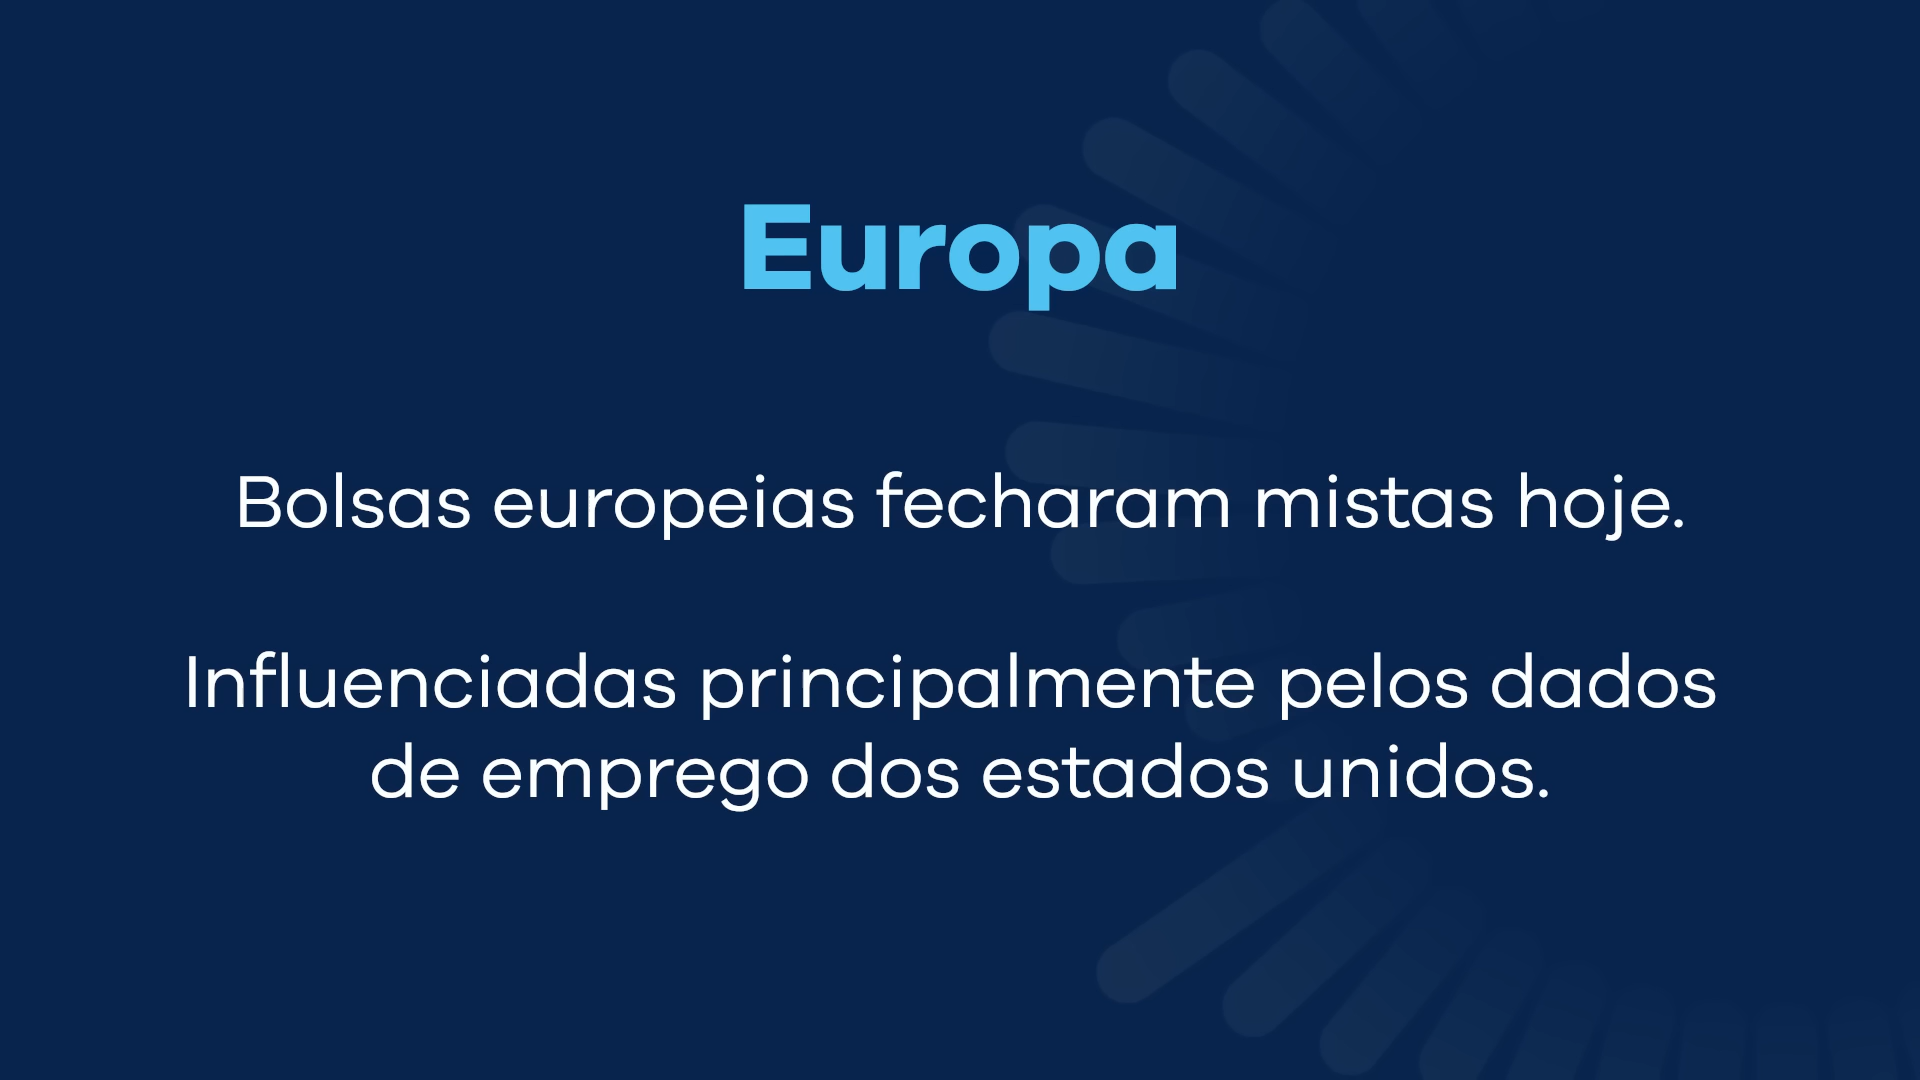 Europa
Bolsas europeias fecharam mistas hoje.
Influenciadas principalmente pelos dados
de emprego dos estados unidos.